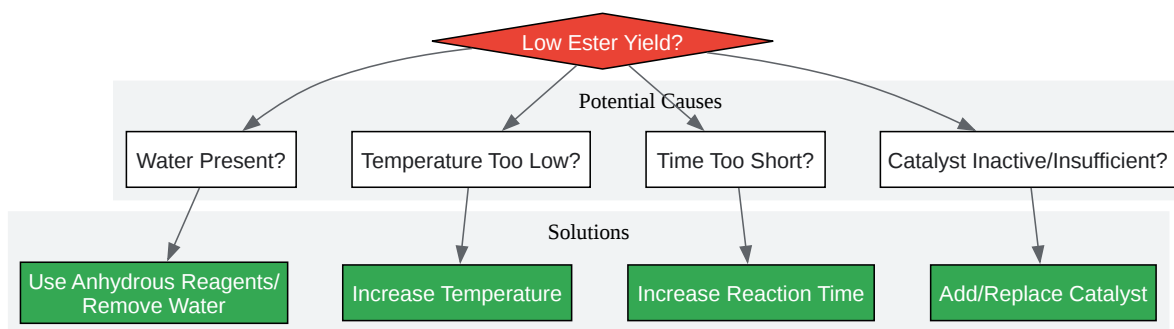 Low Ester Yield?
Potential Causes
Water Present?
Temperature Too Low?
Time Too Short?
Catalyst Inactive/Insufficient?
Solutions
Use Anhydrous Reagents/
Remove Water
Increase Temperature
Increase Reaction Time
Add/Replace Catalyst